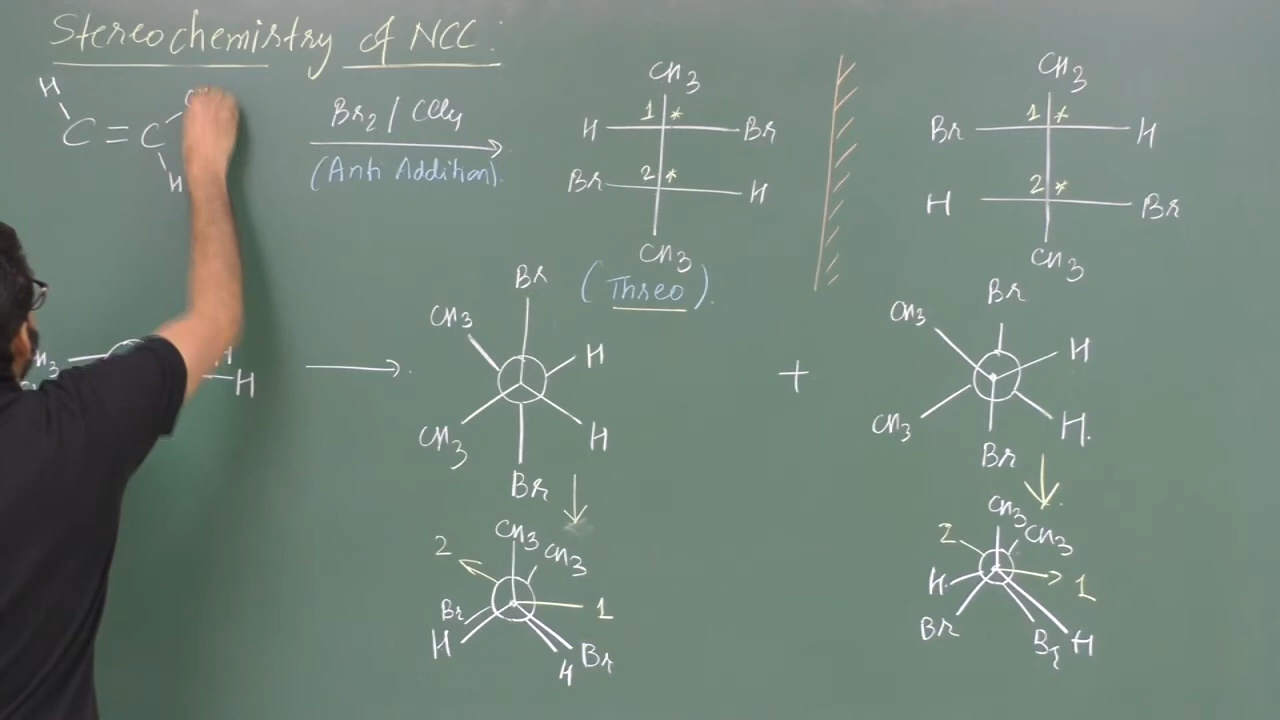 Stereochemistry of NCC:
H
C = C
H
Br2 / CCl4
(Anti Addition).
CH3
H 1 * Br
Br 2 * H
CH3
(Threo).
CH3
Br 1 * H
H 2 * Br
CH3
H
H
Br
CH3 H
CH3 H
Br
+
Br
CH3 H
CH3 H.
Br
CH3
2 CH3
1
Br
H Br
H
CH3
2 CH3
H 1
Br Br H